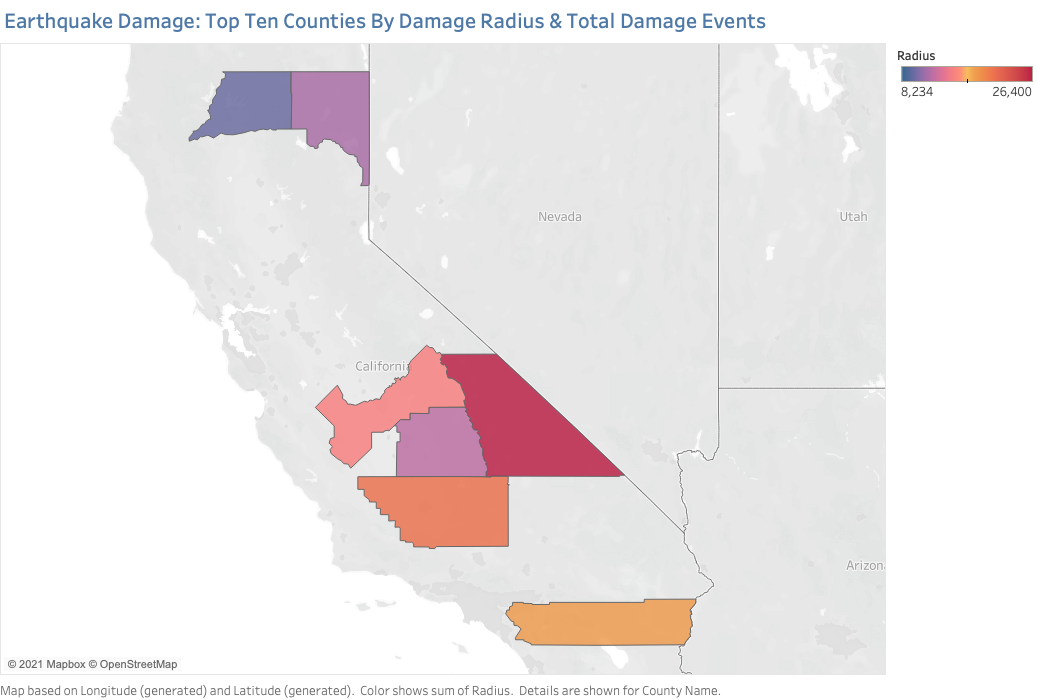 Earthquake Damage: Top Ten Counties By Damage Radius & Total Damage Events
Radius
8,234 26,400
Nevada
Utah
California
Arizon
© 2021 Mapbox © OpenStreetMap
Map based on Longitude (generated) and Latitude (generated). Color shows sum of Radius. Details are shown for County Name.